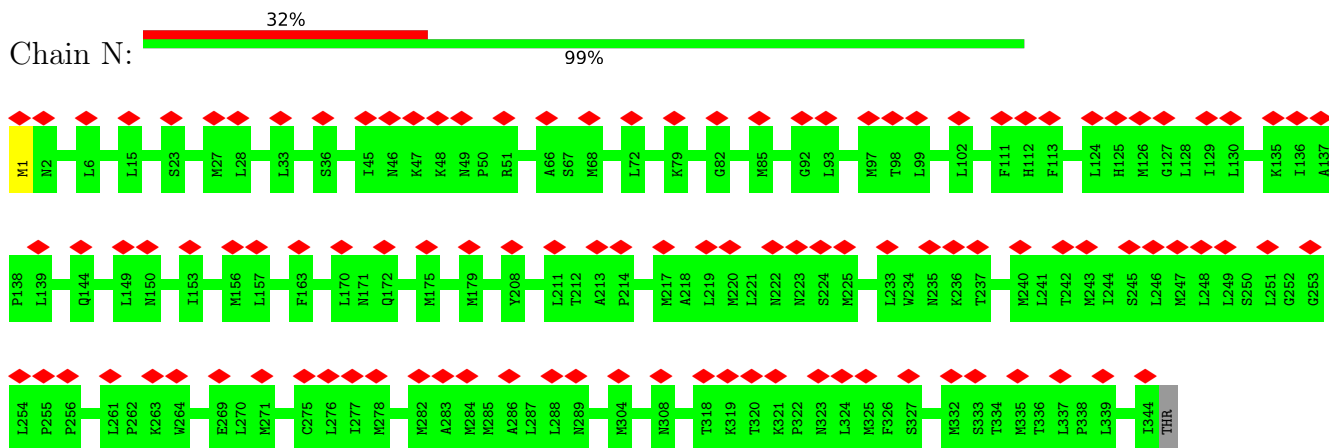 32%
Chain N:
99%
M1 N2 L6 L15 S23 M27 L28 L33 S36 I45 N46 K47 K48 N49 P50 R51 A66 S67 M68 L72 K79 G82 M85 G92 L93 M97 T98 L99 L102 F111 H112 F113 L124 H125 M126 G127 L128 I129 L130 K135 I136 A137
P138 L139 Q144 L149 N150 I153 M156 L157 F163 L170 N171 Q172 M175 M179 Y208 L211 T212 A213 P214 M217 A218 L219 M220 L221 N222 N223 S224 M225 L233 W234 N235 K236 T237 M240 L241 T242 M243 I244 S245 L246 M247 L248 L249 S250 L251 G252 G253
L254 P255 P256 L261 P262 K263 W264 E269 L270 M271 C275 L276 I277 M278 M282 A283 M284 M285 A286 L287 L288 N289 M304 N308 T318 K319 T320 K321 P322 N323 L324 M325 F326 S327 M332 S333 T334 M335 T336 L337 P338 L339 I344 THR